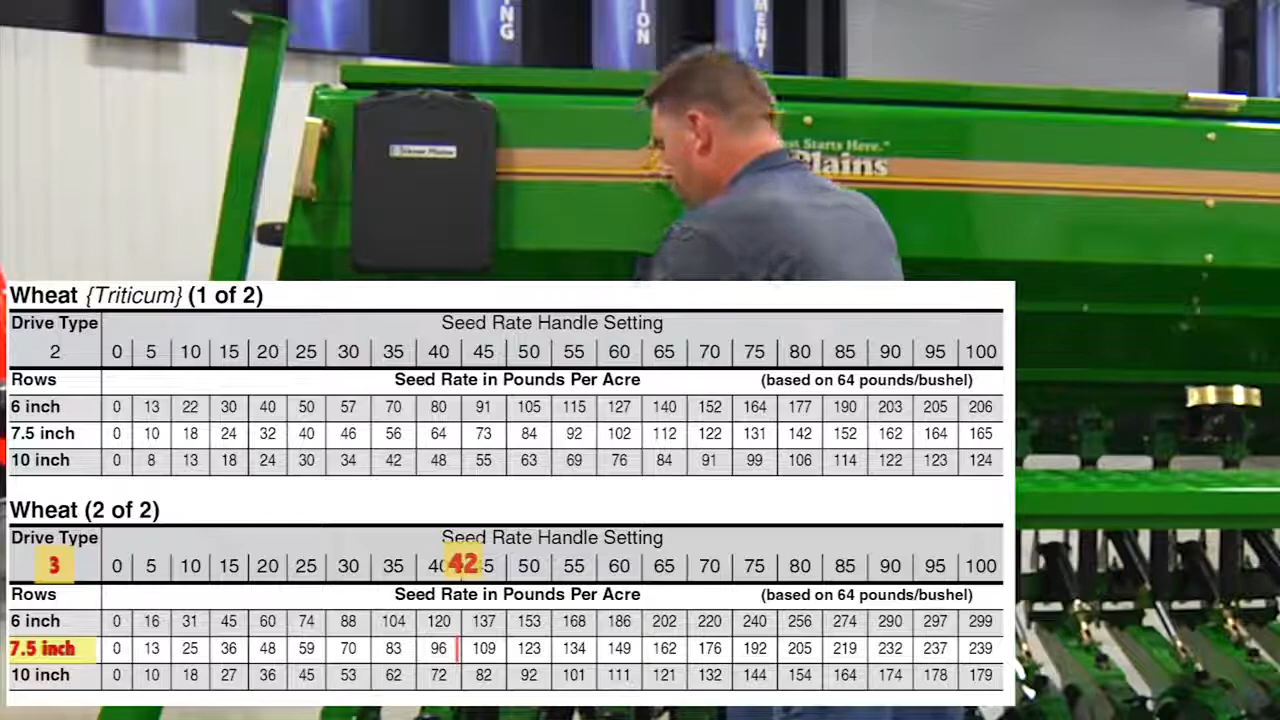 NG
ION
MENT
est Starts Here."
Plains
Wheat {Triticum} (1 of 2)
Drive Type Seed Rate Handle Setting
2 0 5 10 15 20 25 30 35 40 45 50 55 60 65 70 75 80 85 90 95 100
Rows Seed Rate in Pounds Per Acre (based on 64 pounds/bushel)
6 inch 0 13 22 30 40 50 57 70 80 91 105 115 127 140 152 164 177 190 203 205 206
7.5 inch 0 10 18 24 32 40 46 56 64 73 84 92 102 112 122 131 142 152 162 164 165
10 inch 0 8 13 18 24 30 34 42 48 55 63 69 76 84 91 99 106 114 122 123 124
Wheat (2 of 2)
Drive Type Seed Rate Handle Setting
3 0 5 10 15 20 25 30 35 40 42 5 50 55 60 65 70 75 80 85 90 95 100
Rows Seed Rate in Pounds Per Acre (based on 64 pounds/bushel)
6 inch 0 16 31 45 60 74 88 104 120 137 153 168 186 202 220 240 256 274 290 297 299
7.5 inch 0 13 25 36 48 59 70 83 96 109 123 134 149 162 176 192 205 219 232 237 239
10 inch 0 10 18 27 36 45 53 62 72 82 92 101 111 121 132 144 154 164 174 178 179